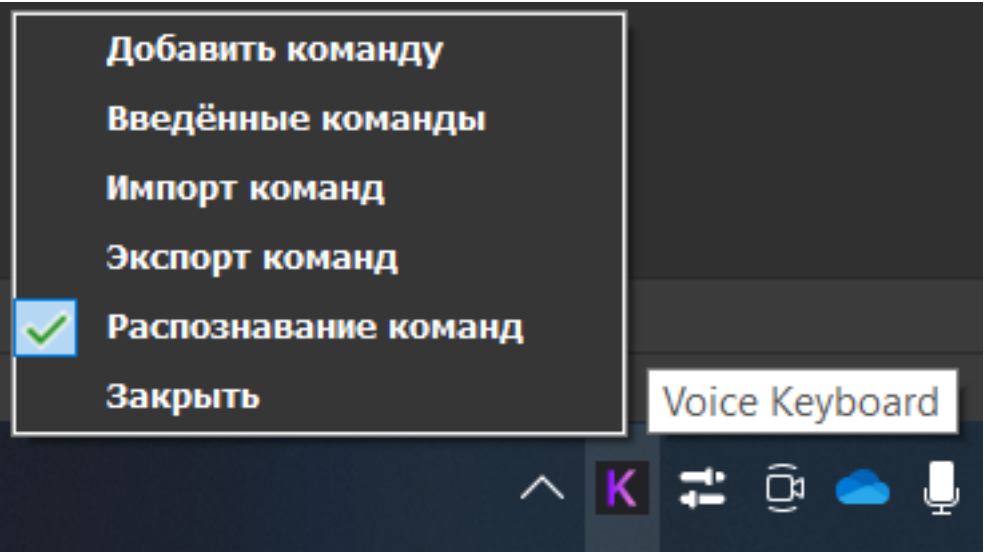 Добавить команду
Введённые команды
Импорт команд
Экспорт команд
Распознавание команд
Закрыть
Voice Keyboard
K